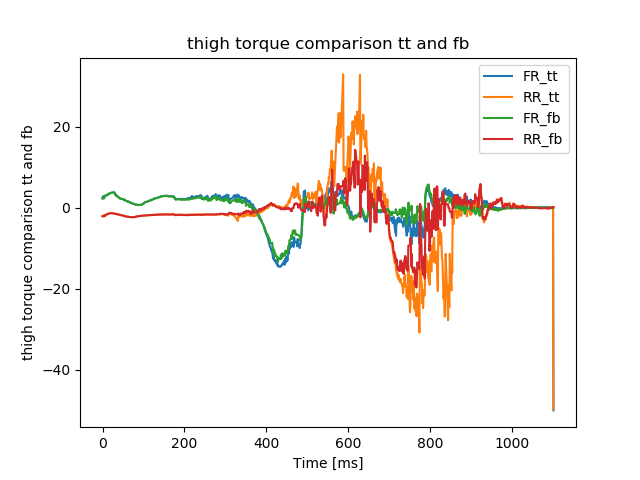 thigh torque comparison tt and fb
FR_tt
RR_tt
FR_fb
RR_fb
thigh torque comparison tt and fb
20
0
−20
−40
0 200 400 600 800 1000
Time [ms]